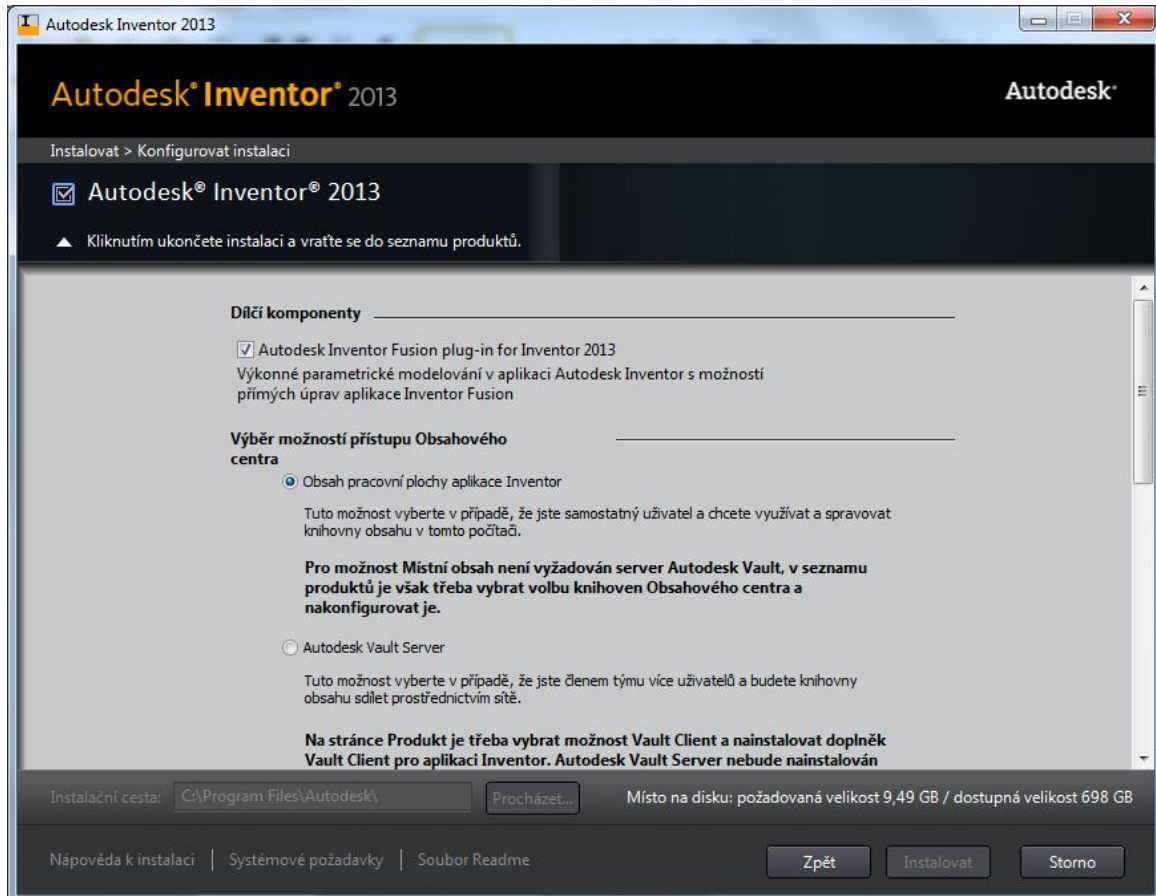 Autodesk Inventor 2013
Autodesk® Inventor® 2013
Autodesk®
Instalovat > Konfigurovat instalaci
Autodesk® Inventor® 2013
Kliknutím ukončete instalaci a vraťte se do seznamu produktů.
Dílčí komponenty
Autodesk Inventor Fusion plug-in for Inventor 2013
Výkonné parametrické modelování v aplikaci Autodesk Inventor s možností
přímých úprav aplikace Inventor Fusion
Výběr možností přístupu Obsahového
centra
Obsah pracovní plochy aplikace Inventor
Tuto možnost vyberte v případě, že jste samostatný uživatel a chcete využívat a spravovat
knihovny obsahu v tomto počítači.
Pro možnost Místní obsah není vyžadován server Autodesk Vault, v seznamu
produktů je však třeba vybrat volbu knihoven Obsahového centra a
nakonfigurovat je.
Autodesk Vault Server
Tuto možnost vyberte v případě, že jste členem týmu více uživatelů a budete knihovny
obsahu sdílet prostřednictvím sítě.
Na stránce Produkt je třeba vybrat možnost Vault Client a nainstalovat doplněk
Vault Client pro aplikaci Inventor. Autodesk Vault Server nebude nainstalován
Instalační cesta: C:\Program Files\Autodesk\ Procházet... Místo na disku: požadovaná velikost 9,49 GB / dostupná velikost 698 GB
Nápověda k instalaci | Systémové požadavky | Soubor Readme Zpět Instalovat Storno